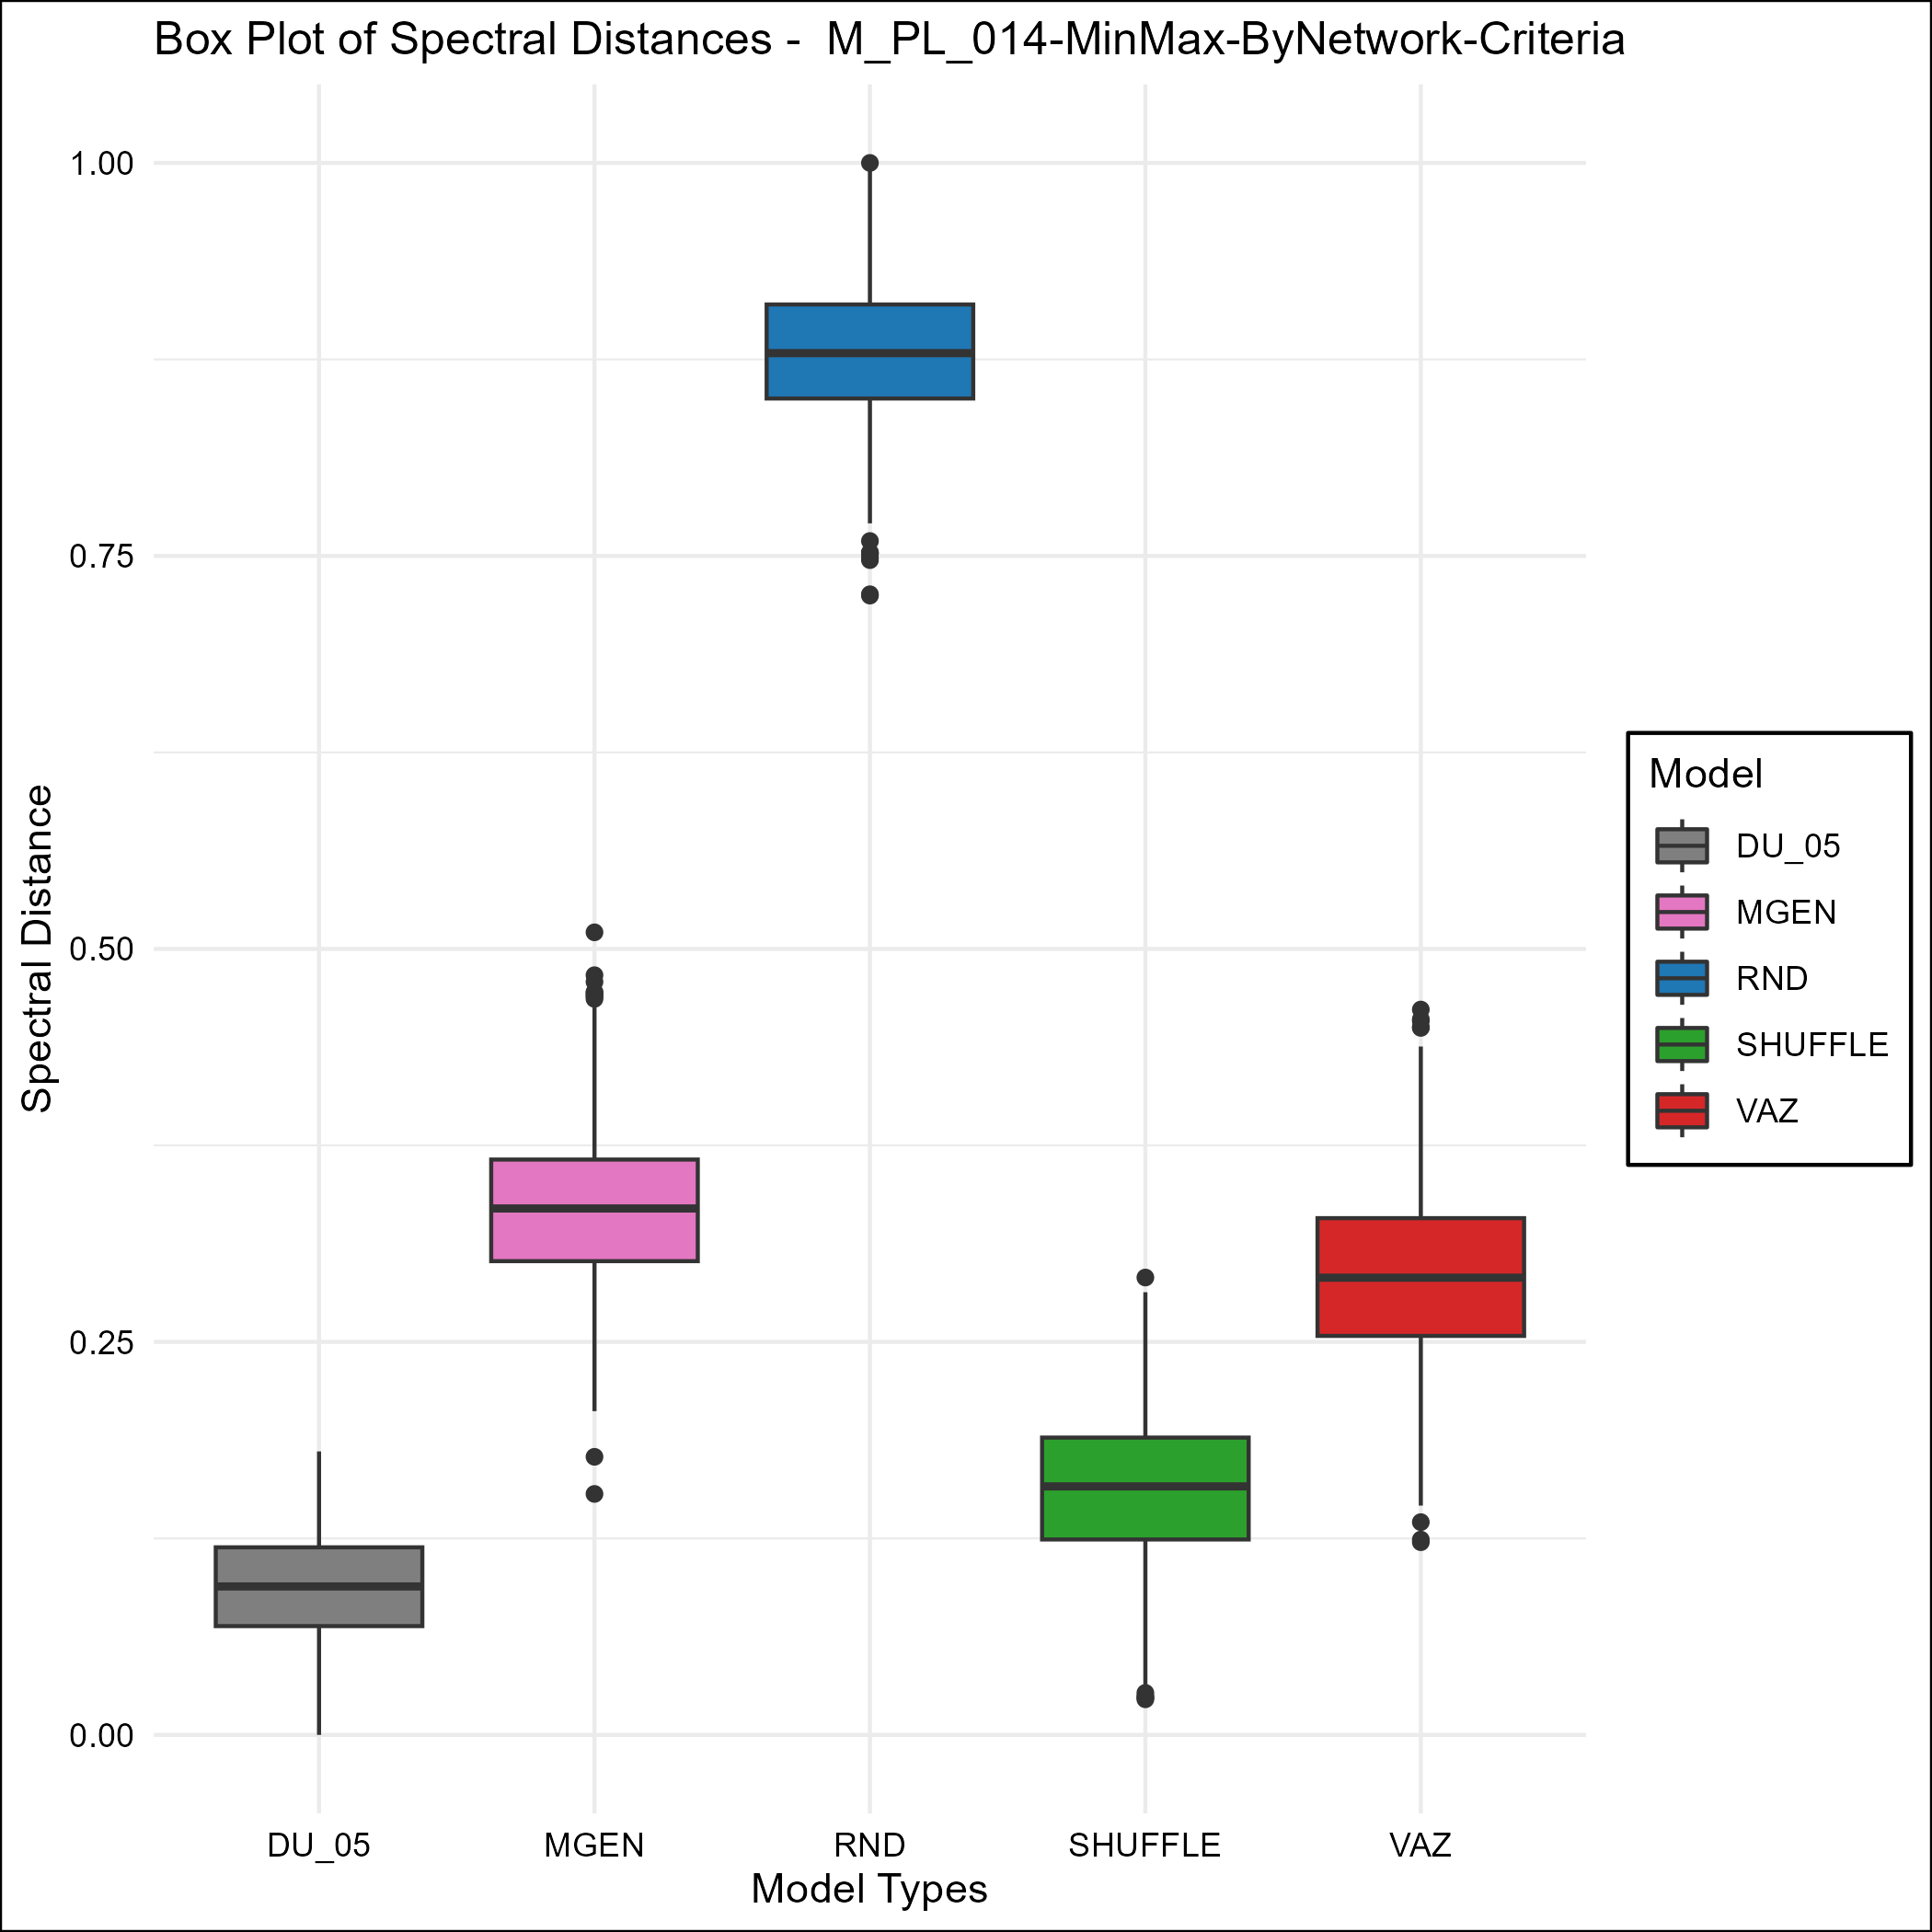 Box Plot of Spectral Distances -  M_PL_014-MinMax-ByNetwork-Criteria
Spectral Distance
1.00
0.75
0.50
0.25
0.00
DU_05
MGEN
RND
SHUFFLE
VAZ
Model Types
Model
DU_05
MGEN
RND
SHUFFLE
VAZ